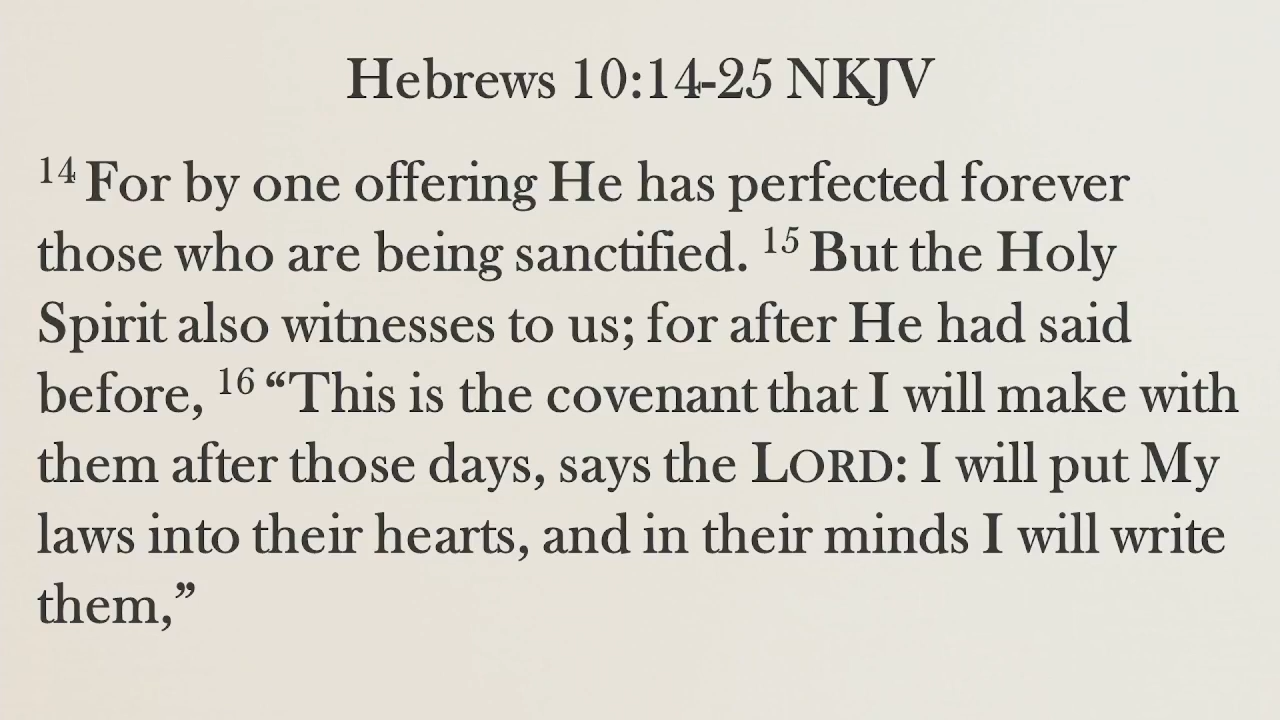 Hebrews 10:14-25 NKJV
14 For by one offering He has perfected forever
those who are being sanctified. 15 But the Holy
Spirit also witnesses to us; for after He had said
before, 16 “This is the covenant that I will make with
them after those days, says the LORD: I will put My
laws into their hearts, and in their minds I will write
them,”